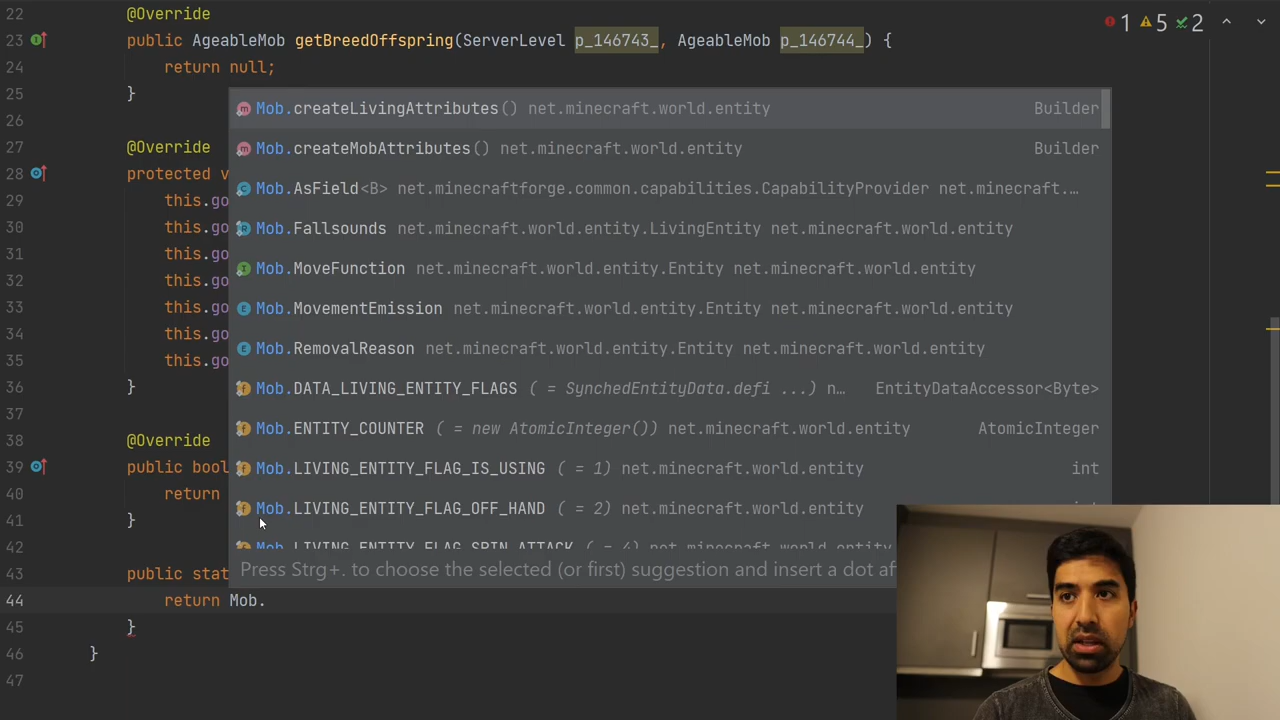 22 @Override
1 5 2
23 public AgeableMob getBreedOffspring(ServerLevel p_146743_, AgeableMob p_146744_) {
24 return null;
25 }
26
27 @Override
28 protected v
29 this.go
30 this.go
31 this.go
32 this.go
33 this.go
34 this.go
35 this.go
36 }
37
38 @Override
39 public bool
40 return
41 }
42
43 public stat
44 return Mob.
45 }
46 }
47
Mob.createLivingAttributes() net.minecraft.world.entity Builder
Mob.createMobAttributes() net.minecraft.world.entity Builder
Mob.AsField<B> net.minecraftforge.common.capabilities.CapabilityProvider net.minecraft.…
Mob.Fallsounds net.minecraft.world.entity.LivingEntity net.minecraft.world.entity
Mob.MoveFunction net.minecraft.world.entity.Entity net.minecraft.world.entity
Mob.MovementEmission net.minecraft.world.entity.Entity net.minecraft.world.entity
Mob.RemovalReason net.minecraft.world.entity.Entity net.minecraft.world.entity
Mob.DATA_LIVING_ENTITY_FLAGS ( = SynchedEntityData.defi ...) n… EntityDataAccessor<Byte>
Mob.ENTITY_COUNTER ( = new AtomicInteger()) net.minecraft.world.entity AtomicInteger
Mob.LIVING_ENTITY_FLAG_IS_USING ( = 1) net.minecraft.world.entity int
Mob.LIVING_ENTITY_FLAG_OFF_HAND ( = 2) net.minecraft.world.entity
Mob.LIVING_ENTITY_FLAG_SPIN_ATTACK ( = 4) net.minecraft.world.entity
Press Strg+. to choose the selected (or first) suggestion and insert a dot af